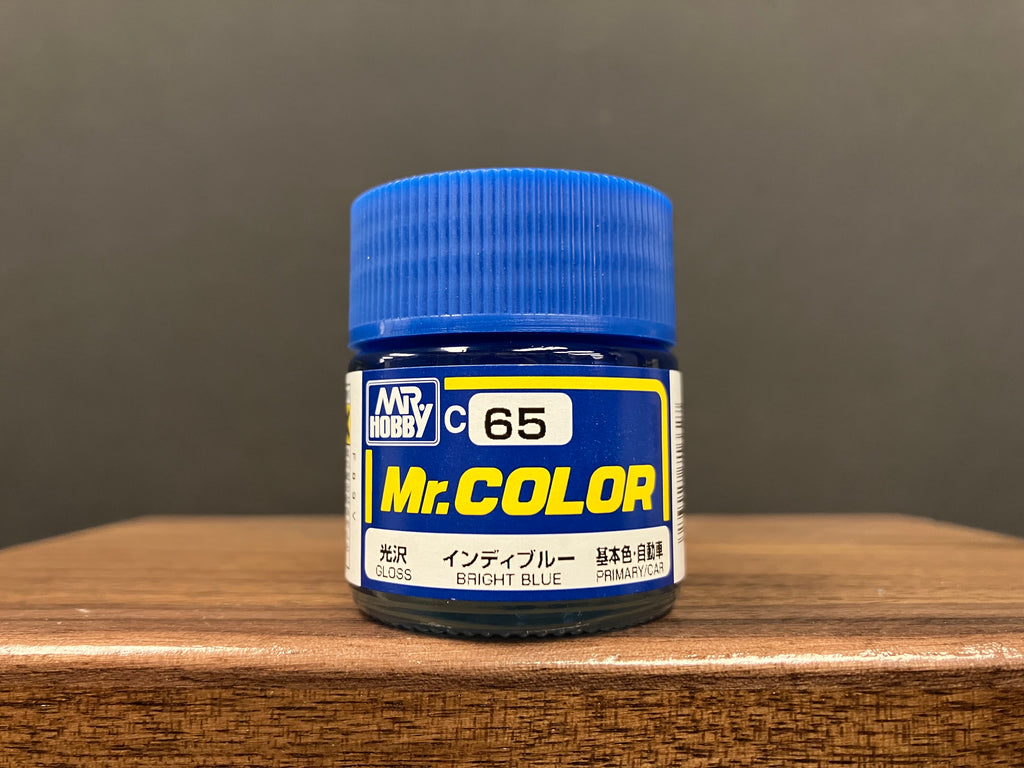 MR HOBBY
C 65
Mr.COLOR
光沢 インディブルー 基本色・自動車
GLOSS BRIGHT BLUE PRIMARY/CAR